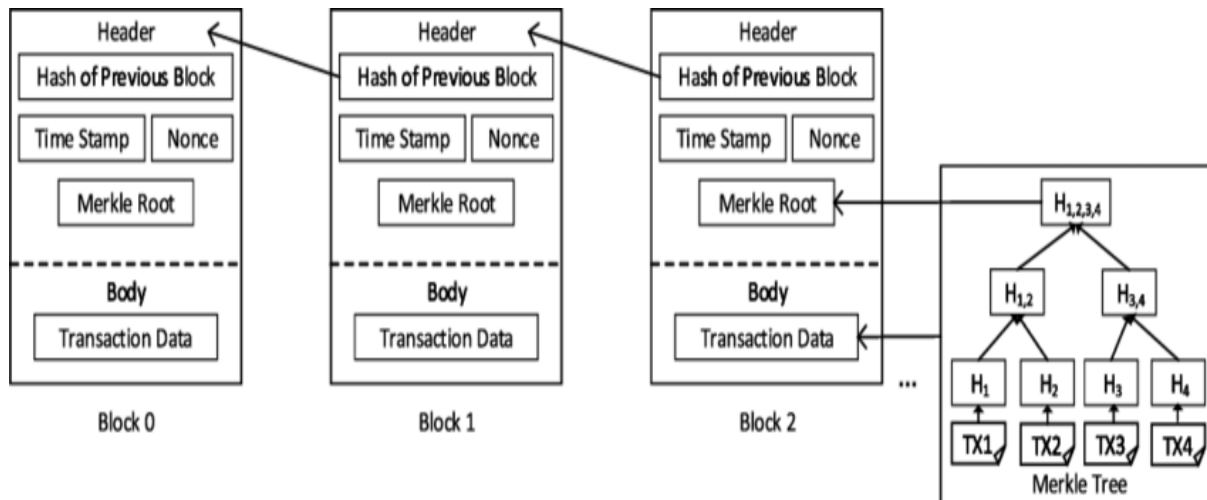 Header
Hash of Previous Block
Time Stamp
Nonce
Merkle Root
Body
Transaction Data
Block 0
Header
Hash of Previous Block
Time Stamp
Nonce
Merkle Root
Body
Transaction Data
Block 1
Header
Hash of Previous Block
Time Stamp
Nonce
Merkle Root
Body
Transaction Data
Block 2
...
H1,2,3,4
H1,2
H3,4
H1
H2
H3
H4
TX1
TX2
TX3
TX4
Merkle Tree